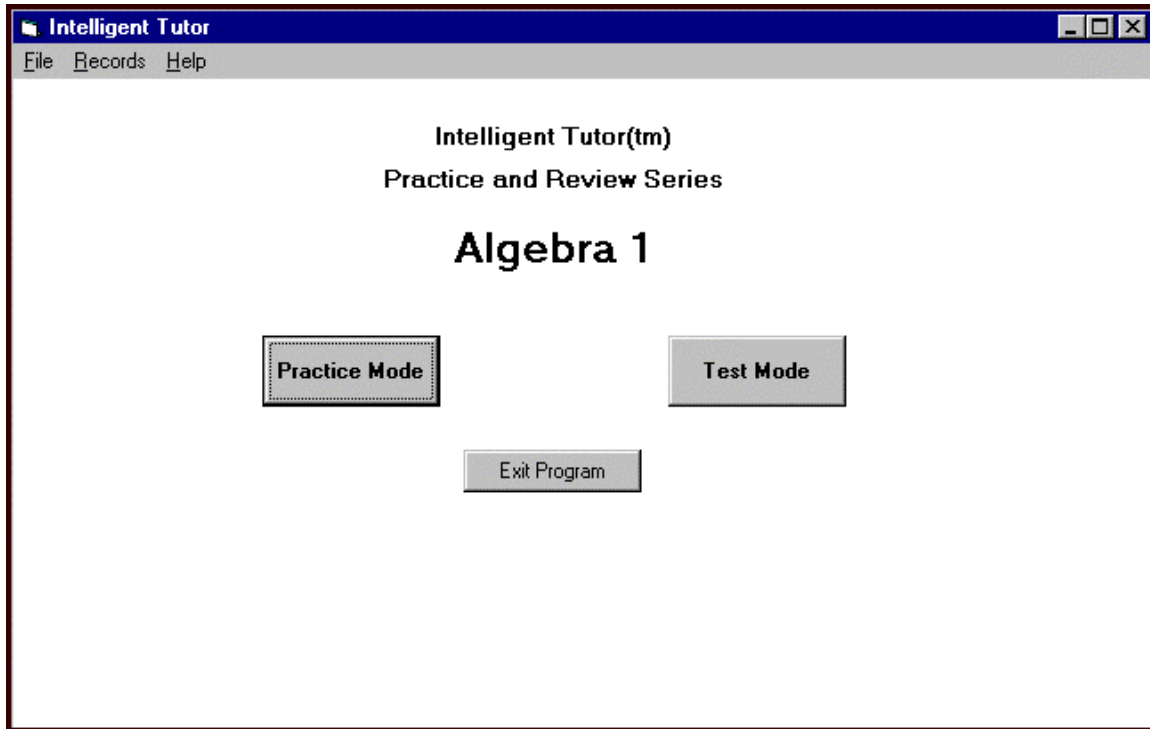 Intelligent Tutor
File Records Help
Intelligent Tutor(tm)
Practice and Review Series
Algebra 1
Practice Mode Test Mode
Exit Program